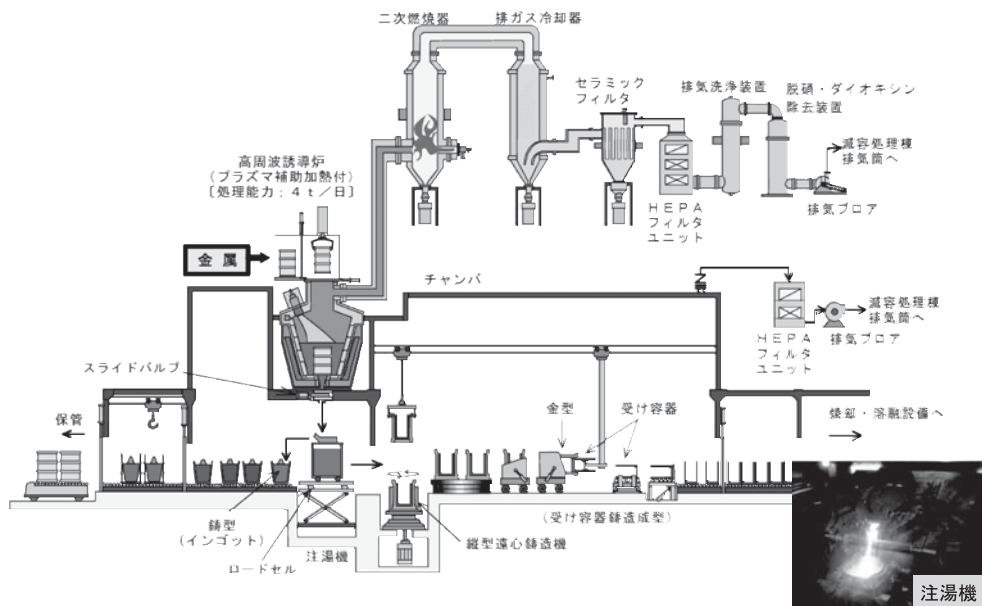 二次燃焼器
排ガス冷却器
セラミック
フィルタ
排気洗浄装置
脱硝・ダイオキシン
除去装置
減容処理棟
排気筒へ
排気ブロア
HEPA
フィルタ
ユニット
高周波誘導炉
(プラズマ補助加熱付)
〔処理能力；4t／日〕
金属
チャンバ
減容処理棟
排気筒へ
排気ブロア
HEPA
フィルタ
ユニット
スライドバルブ
保管
金型
受け容器
焼却・溶融設備へ
鋳型
(インゴット)
ロードセル
注湯機
縦型遠心鋳造機
(受け容器鋳造成型)
注湯機